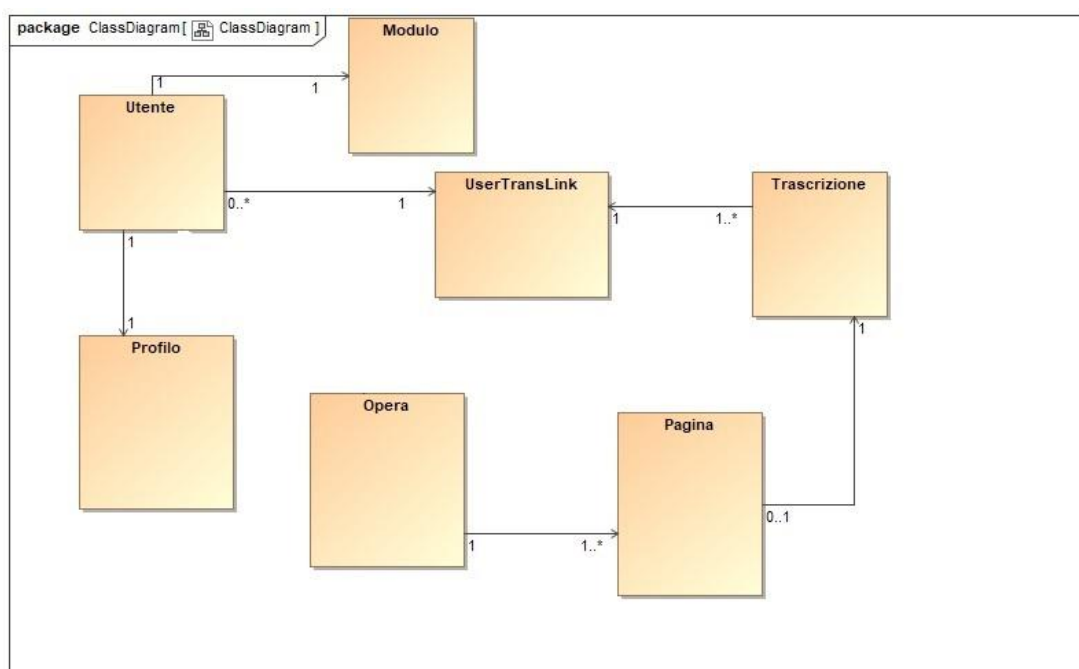 package ClassDiagram [ ClassDiagram ]
Modulo
1
1
Utente
UserTransLink
Trascrizione
0..*
1
1
1..*
1
1
Profilo
1
Opera
Pagina
0..1
1
1..*